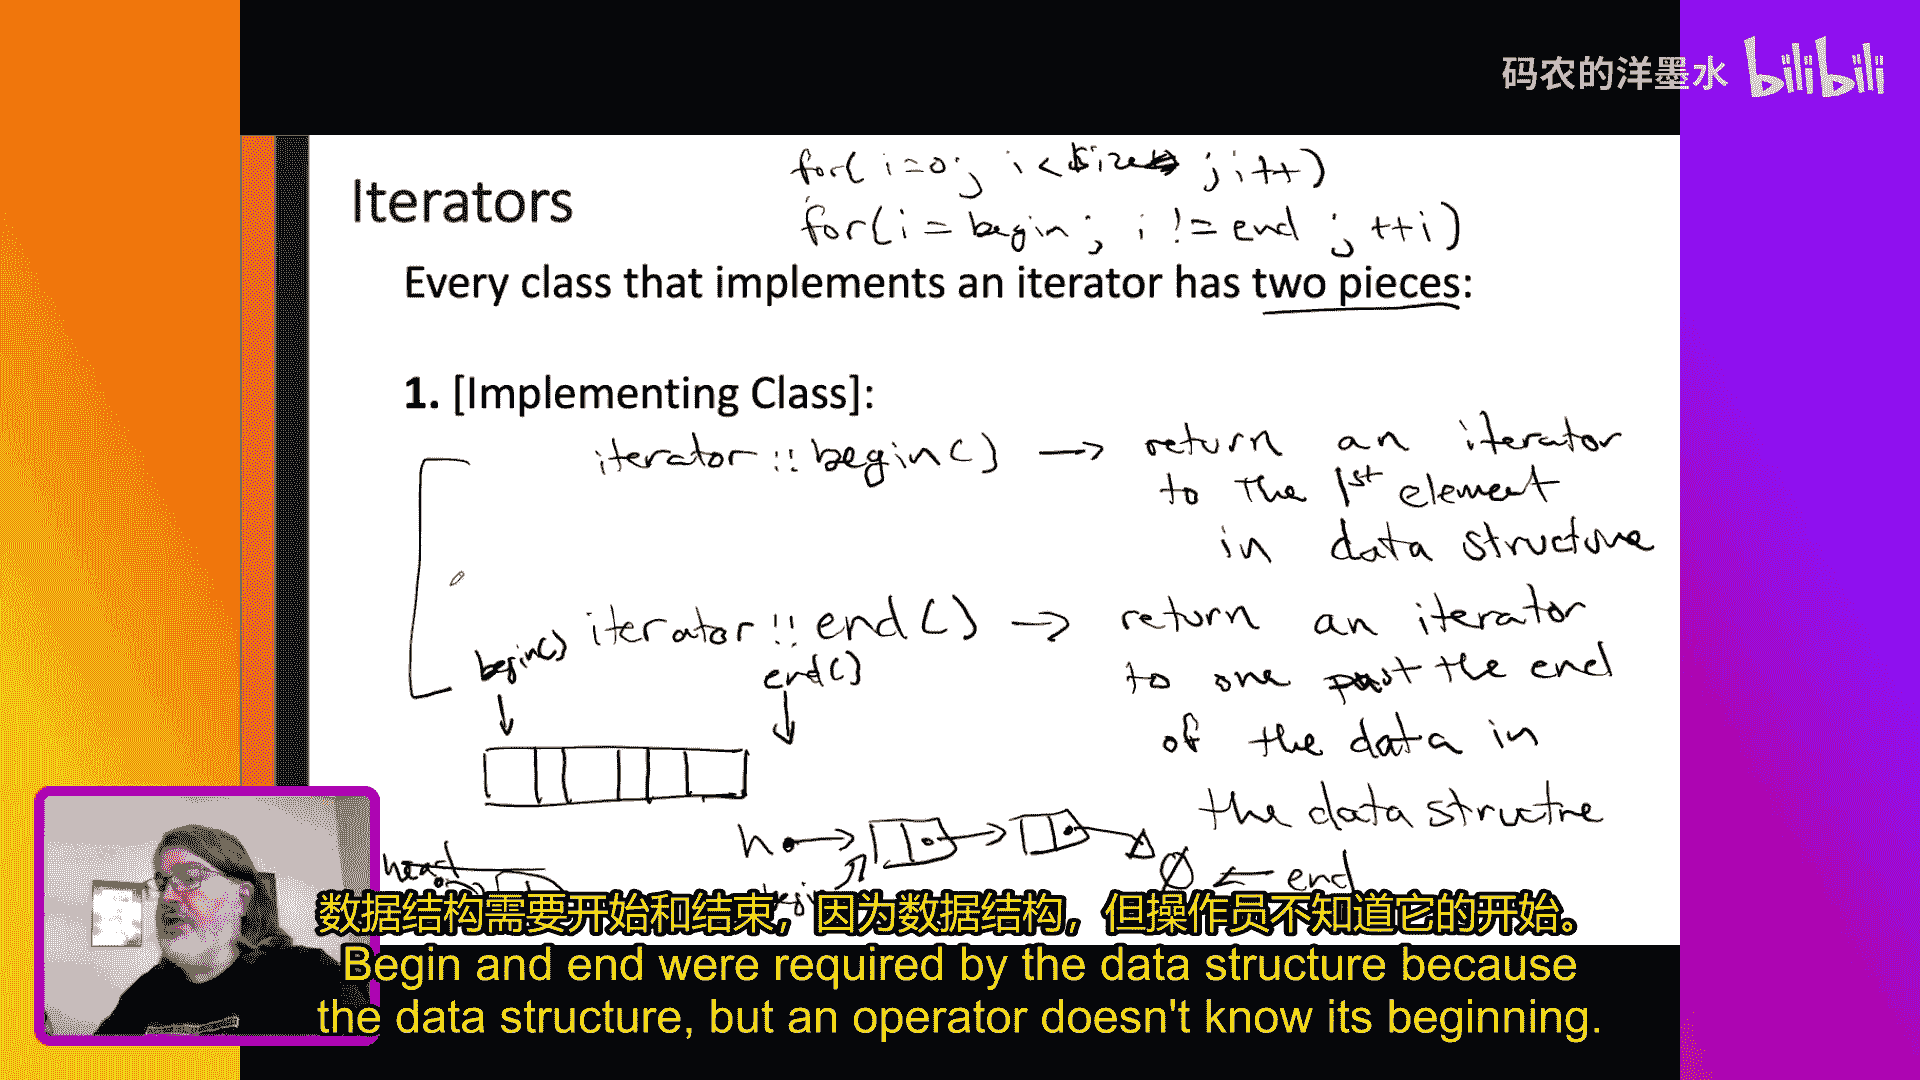 码农的洋墨水 bilibili
for( i=0; i<size ; i++)
Iterators
for(i = begin ; i != end ; ++i)
Every class that implements an iterator has two pieces:
1. [Implementing Class]:
iterator :: begin() → return an iterator
to the 1st element
in data structure
iterator :: end() → return an iterator
begin() end()
to one past the end
of the data in
the data structure
h
head
Ø ← end
数据结构需要开始和结束，因为数据结构，但操作员不知道它的开始。
Begin and end were required by the data structure because
the data structure, but an operator doesn't know its beginning.